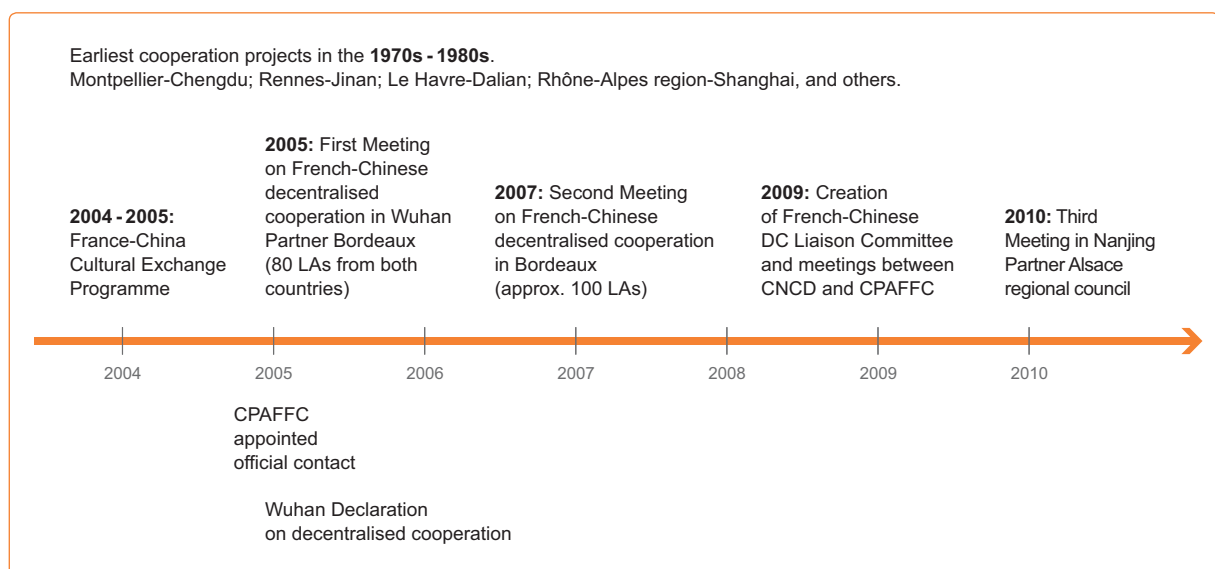 Earliest cooperation projects in the 1970s - 1980s.
Montpellier-Chengdu; Rennes-Jinan; Le Havre-Dalian; Rhône-Alpes region-Shanghai, and others.
2004 - 2005:
France-China
Cultural Exchange
Programme
2005: First Meeting
on French-Chinese
decentralised
cooperation in Wuhan
Partner Bordeaux
(80 LAs from both
countries)
2007: Second Meeting
on French-Chinese
decentralised cooperation
in Bordeaux
(approx. 100 LAs)
2009: Creation
of French-Chinese
DC Liaison Committee
and meetings between
CNCD and CPAFFC
2010: Third
Meeting in Nanjing
Partner Alsace
regional council
2004
2005
2006
2007
2008
2009
2010
CPAFFC
appointed
official contact
Wuhan Declaration
on decentralised cooperation